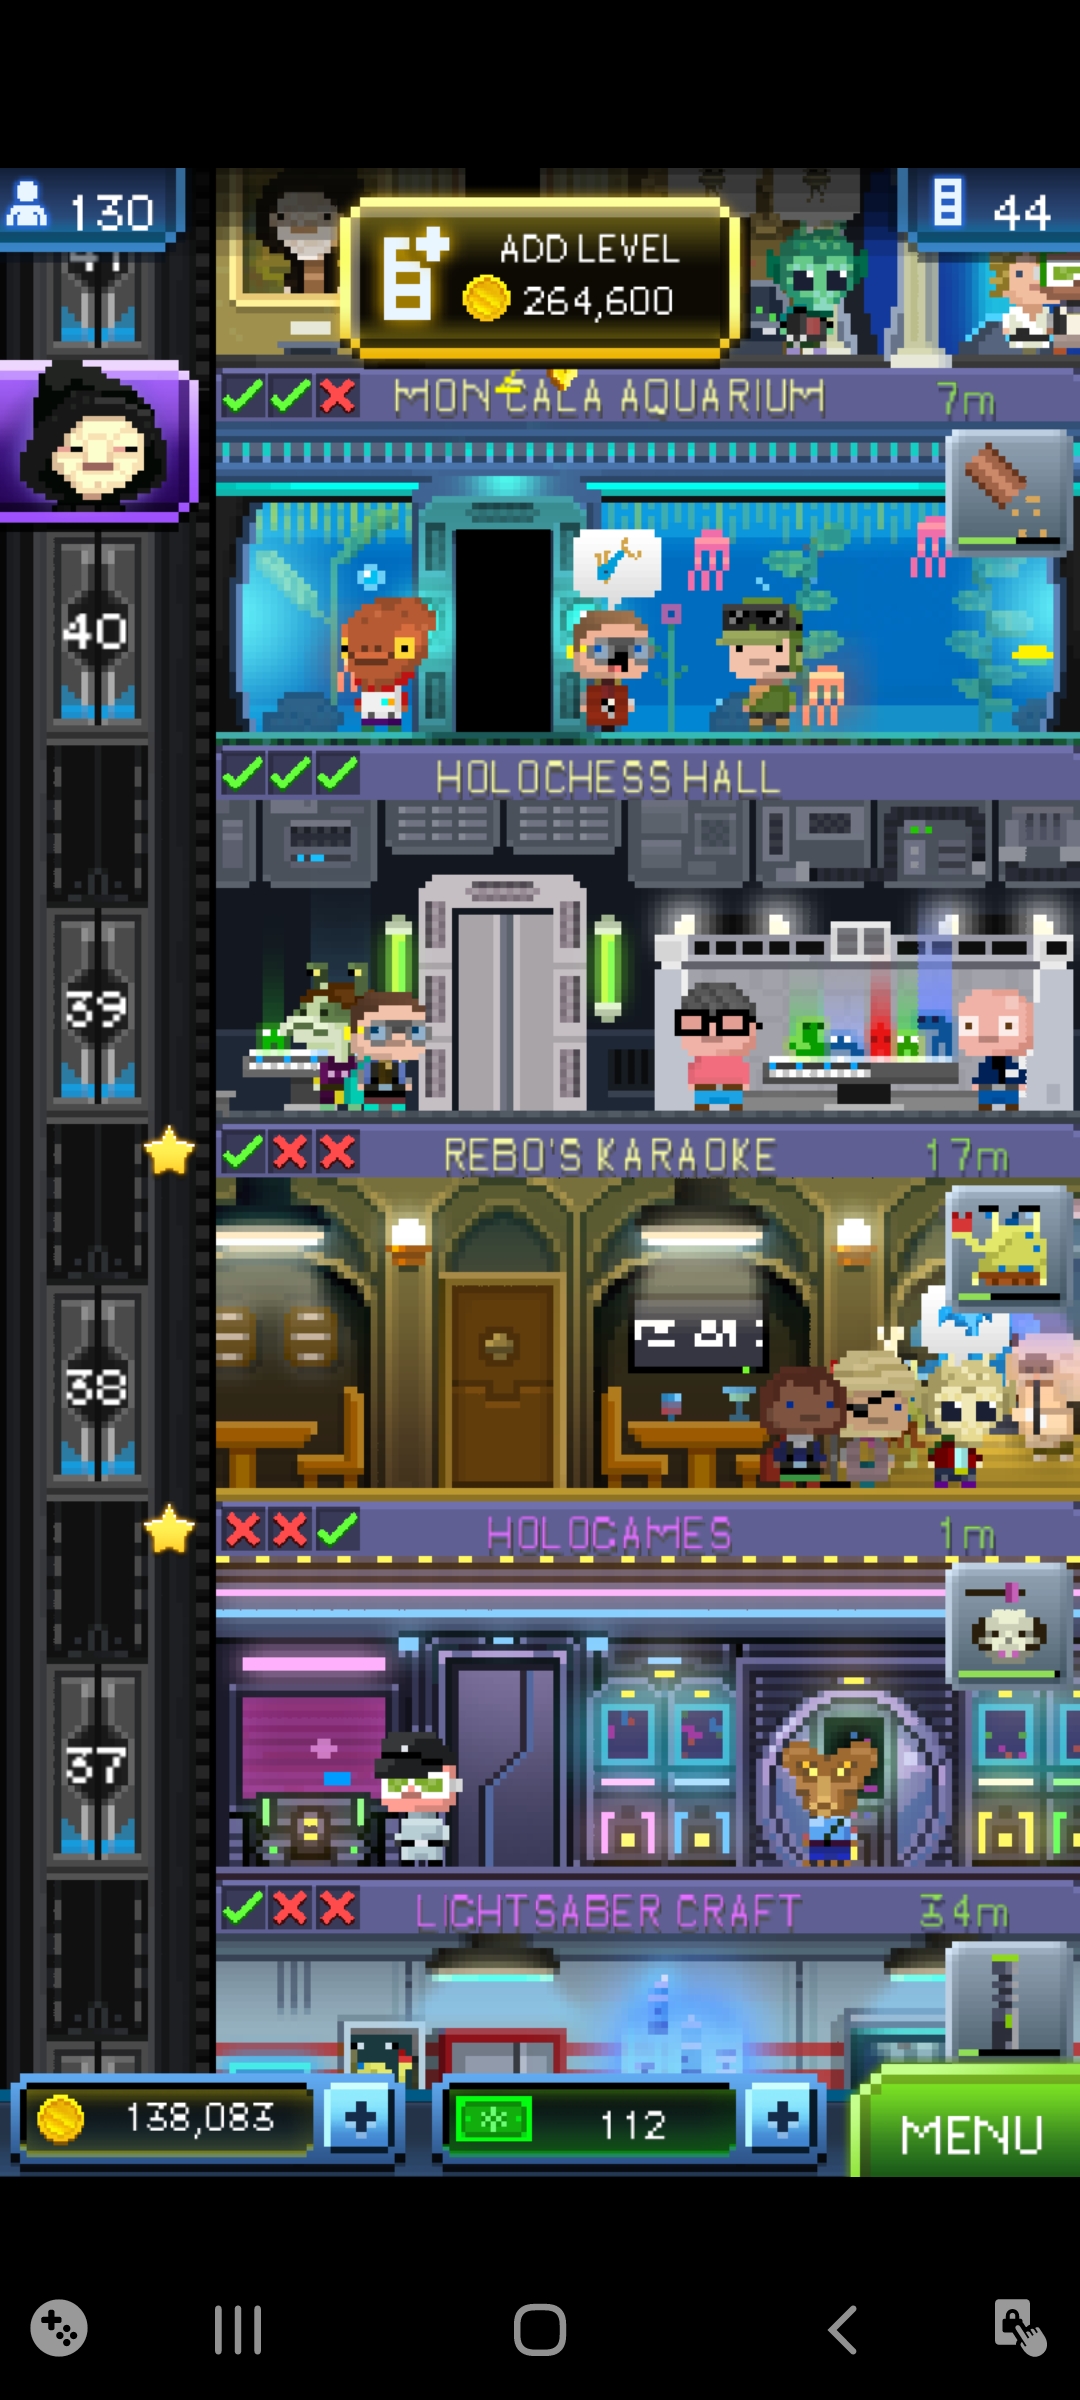 130
ADD LEVEL
264,600
44
MON CALA AQUARIUM
7m
40
HOLOCHESS HALL
39
REBO'S KARAOKE
17m
38
HOLOGAMES
1m
37
LIGHTSABER CRAFT
34m
138,083
112
MENU